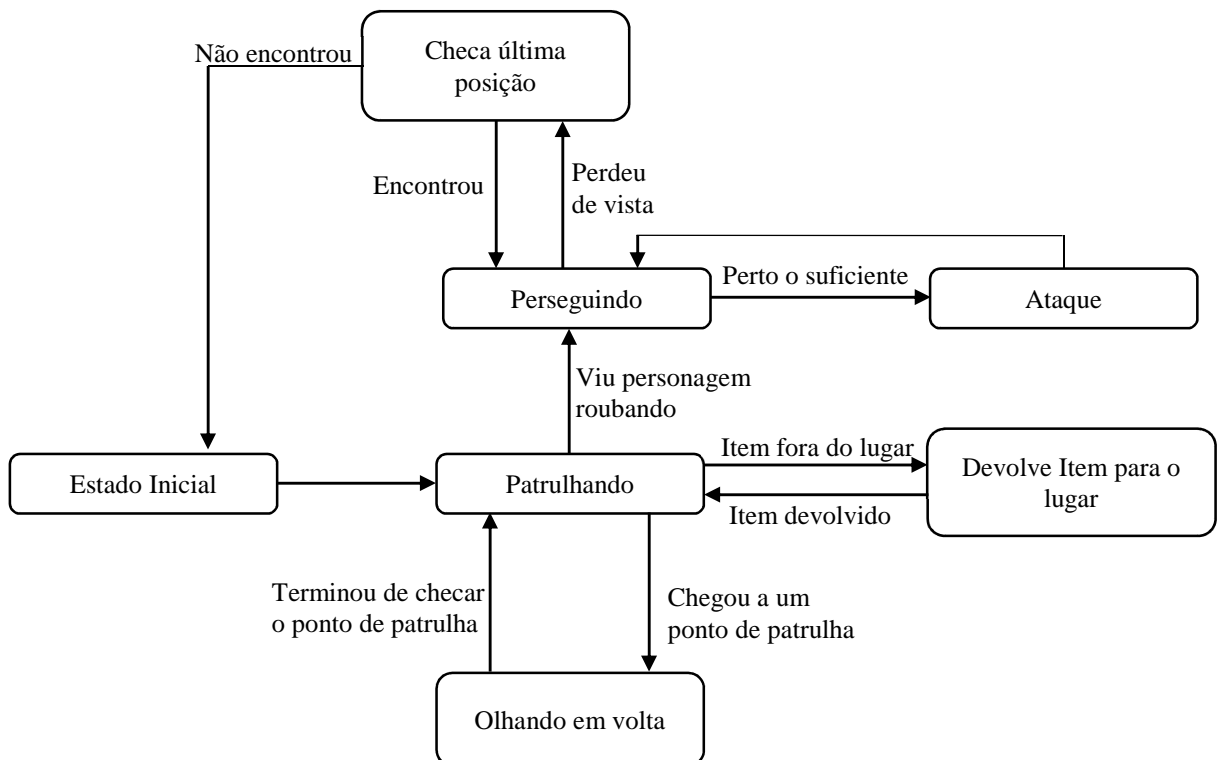 Não encontrou
Checa última
posição
Encontrou
Perdeu
de vista
Perseguindo
Perto o suficiente
Ataque
Viu personagem
roubando
Estado Inicial
Patrulhando
Item fora do lugar
Item devolvido
Devolve Item para o
lugar
Terminou de checar
o ponto de patrulha
Chegou a um
ponto de patrulha
Olhando em volta